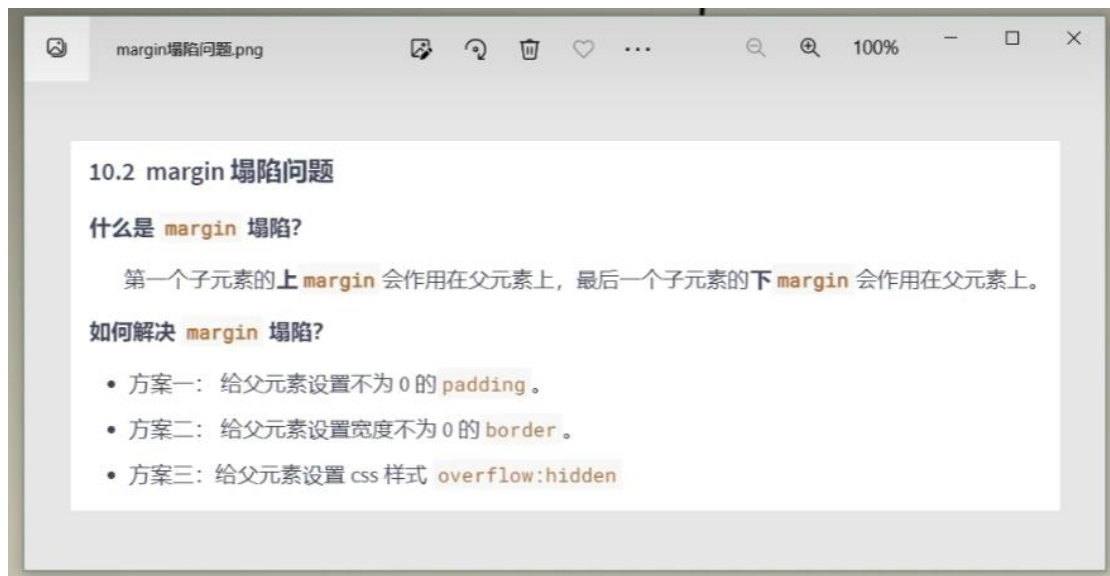 margin塌陷问题.png
100%
10.2 margin 塌陷问题
什么是 margin 塌陷？
第一个子元素的上 margin 会作用在父元素上，最后一个子元素的下 margin 会作用在父元素上。
如何解决 margin 塌陷？
• 方案一： 给父元素设置不为 0 的 padding 。
• 方案二： 给父元素设置宽度不为 0 的 border 。
• 方案三：给父元素设置 css 样式 overflow:hidden